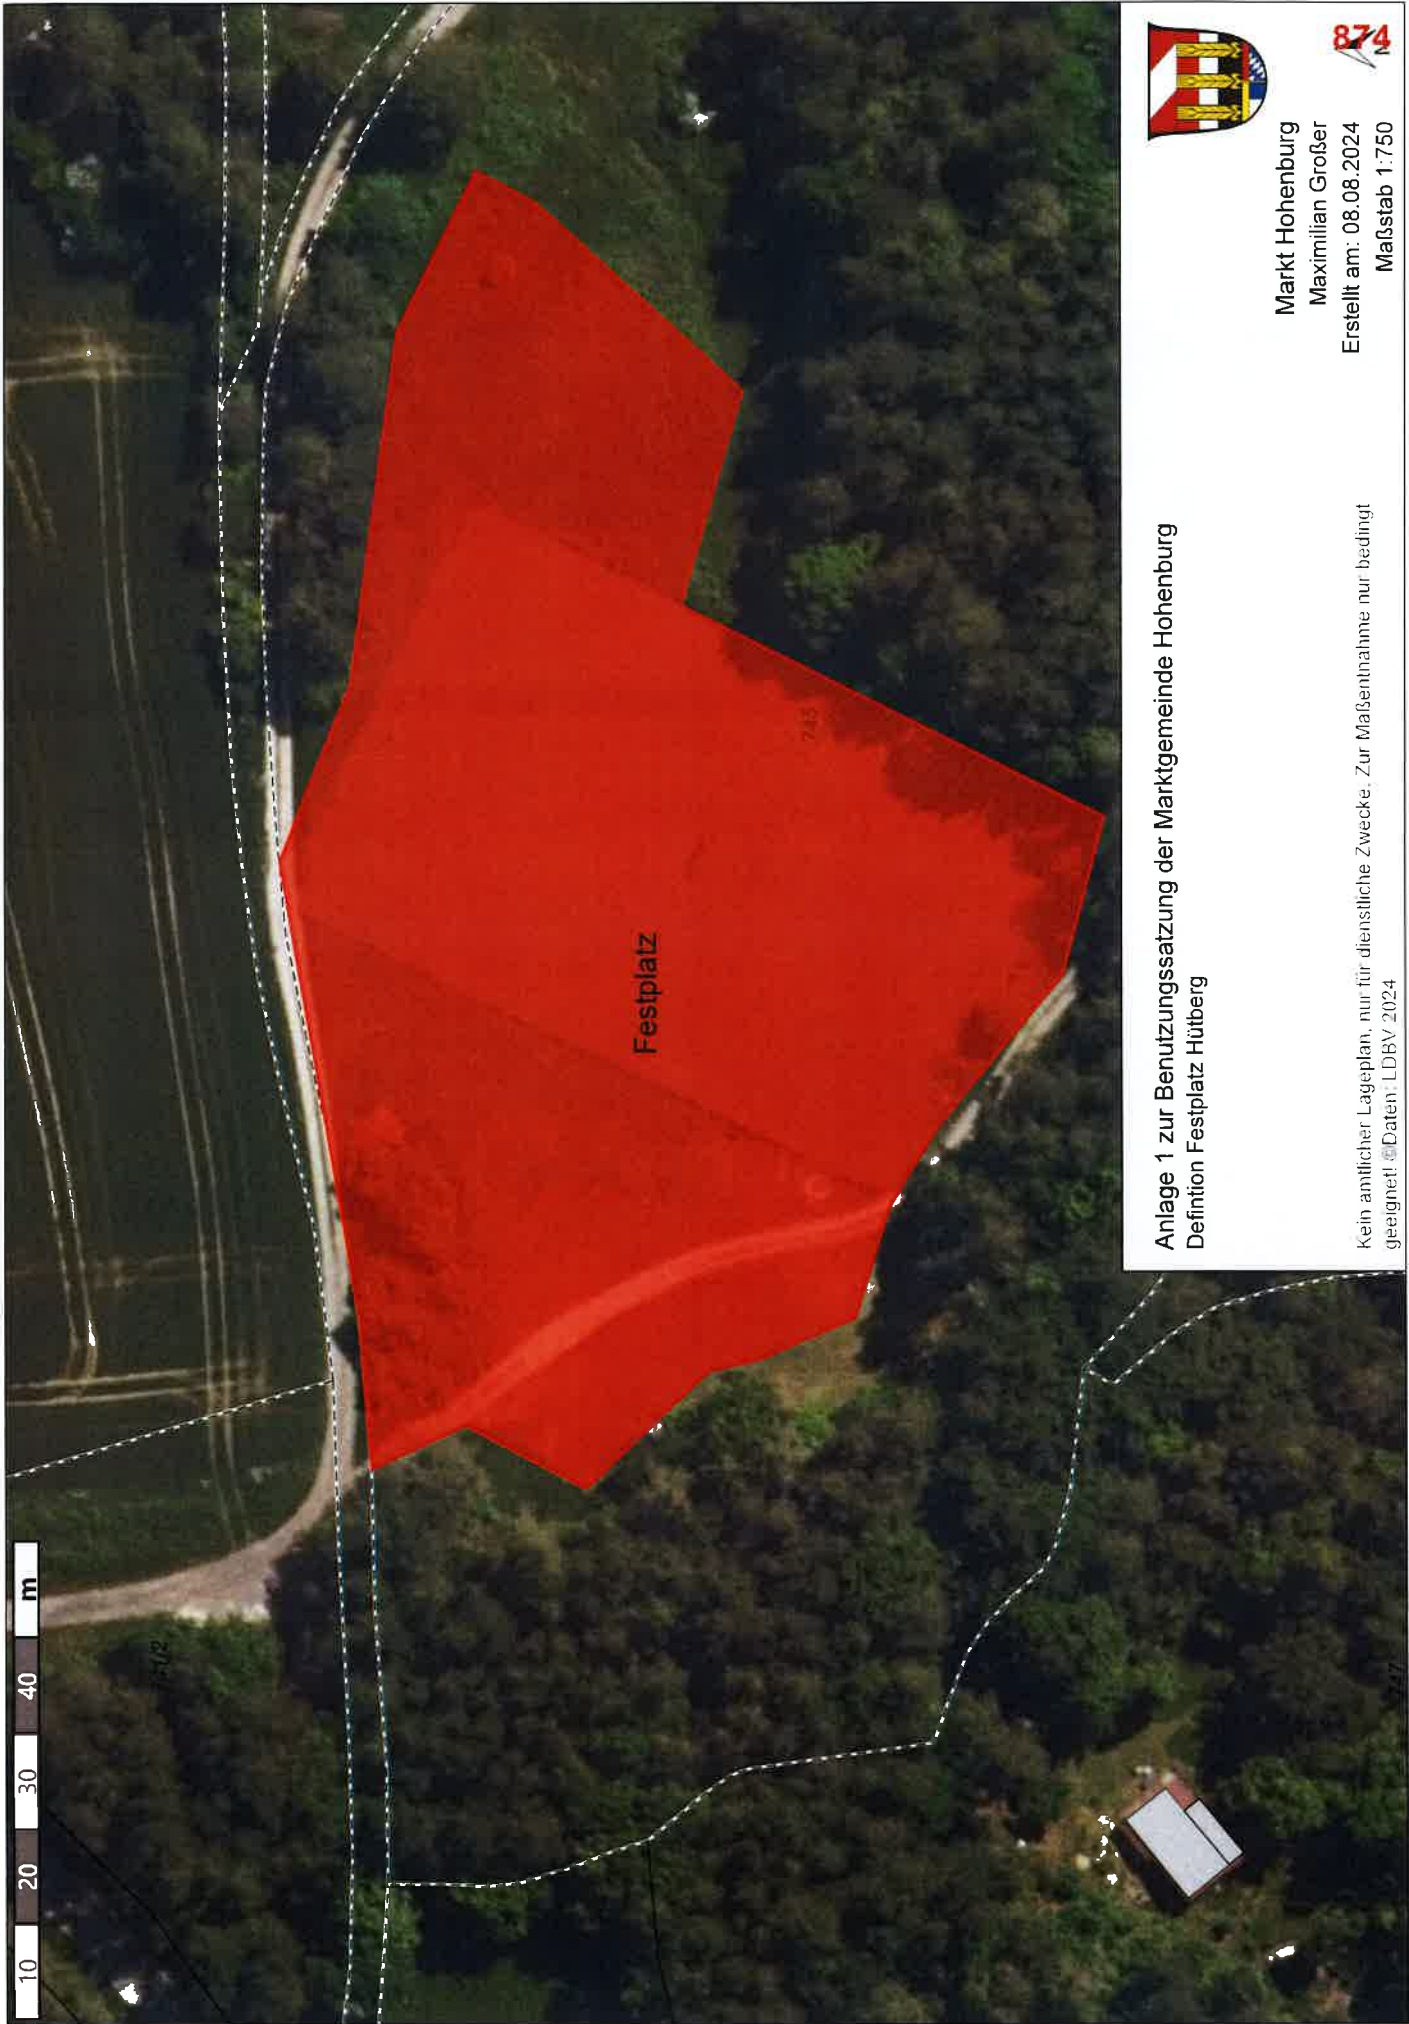 10 20 30 40 m
Festplatz
745
Anlage 1 zur Benutzungssatzung der Marktgemeinde Hohenburg
Defintion Festplatz Hütberg
Kein amtlicher Lageplan, nur für dienstliche Zwecke. Zur Maßentnahme nur bedingt
geeignet! ©Daten: LDBV 2024
Markt Hohenburg
Maximilian Großer
Erstellt am: 08.08.2024
Maßstab 1:750
874
N